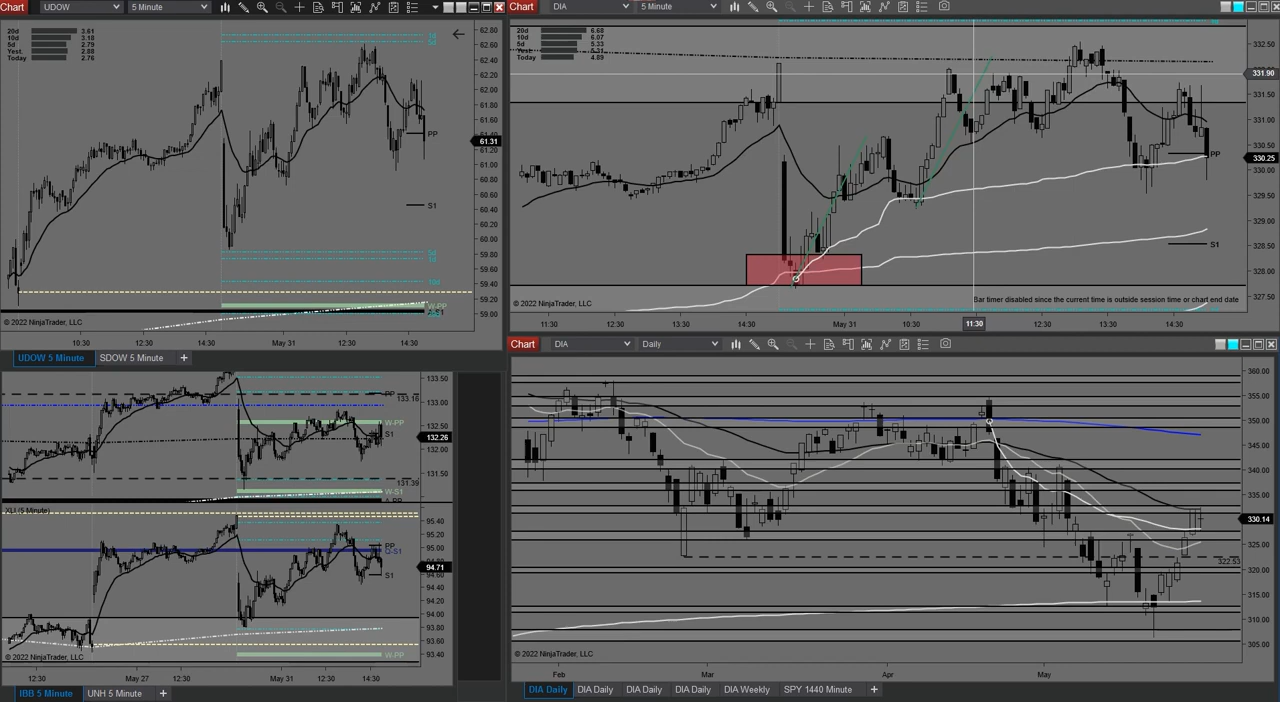 Chart UDOW 5 Minute
20d 3.61
10d 3.18
5d 2.79
Yest. 2.88
Today 2.76
62.80
62.60
62.40
62.20
62.00
61.80
61.60
61.40
PP
61.31
61.20
61.00
60.80
60.60
S1
60.40
60.20
60.00
59.80
59.60
59.40
59.20
W-PP
59.00
© 2022 NinjaTrader, LLC
10:30 12:30 14:30 May 31 12:30 14:30
UDOW 5 Minute SDOW 5 Minute +
Chart DIA 5 Minute
20d 6.68
10d 6.07
5d 5.33
Yest. 5.31
Today 4.89
332.50
331.90
331.50
331.00
330.50
PP
330.25
330.00
329.50
329.00
S1
328.50
328.00
327.50
Bar timer disabled since the current time is outside session time or chart end date
© 2022 NinjaTrader, LLC
11:30 12:30 13:30 14:30 May 31 10:30 11:30 12:30 13:30 14:30
133.50
PP
133.16
133.00
W-PP
132.50
S1
132.26
132.00
131.50
131.39
W-S1
XLI (5 Minute)
95.40
PP
95.00
94.71
S1
94.60
94.40
94.00
93.60
W-PP
93.40
© 2022 NinjaTrader, LLC
12:30 May 27 12:30 May 31 12:30 14:30
IBB 5 Minute UNH 5 Minute +
Chart DIA Daily
360.00
355.00
350.00
345.00
340.00
335.00
330.14
325.00
322.53
320.00
315.00
310.00
305.00
© 2022 NinjaTrader, LLC
Feb Mar Apr May
DIA Daily DIA Daily DIA Daily DIA Daily DIA Weekly SPY 1440 Minute +